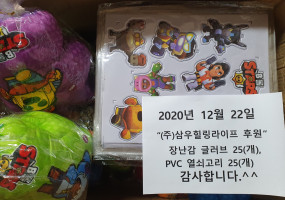 2020년 12월 22일
"(주)삼우힐링라이프 후원"
장난감 글러브 25(개),
PVC 열쇠고리 25(개)
감사합니다.^^